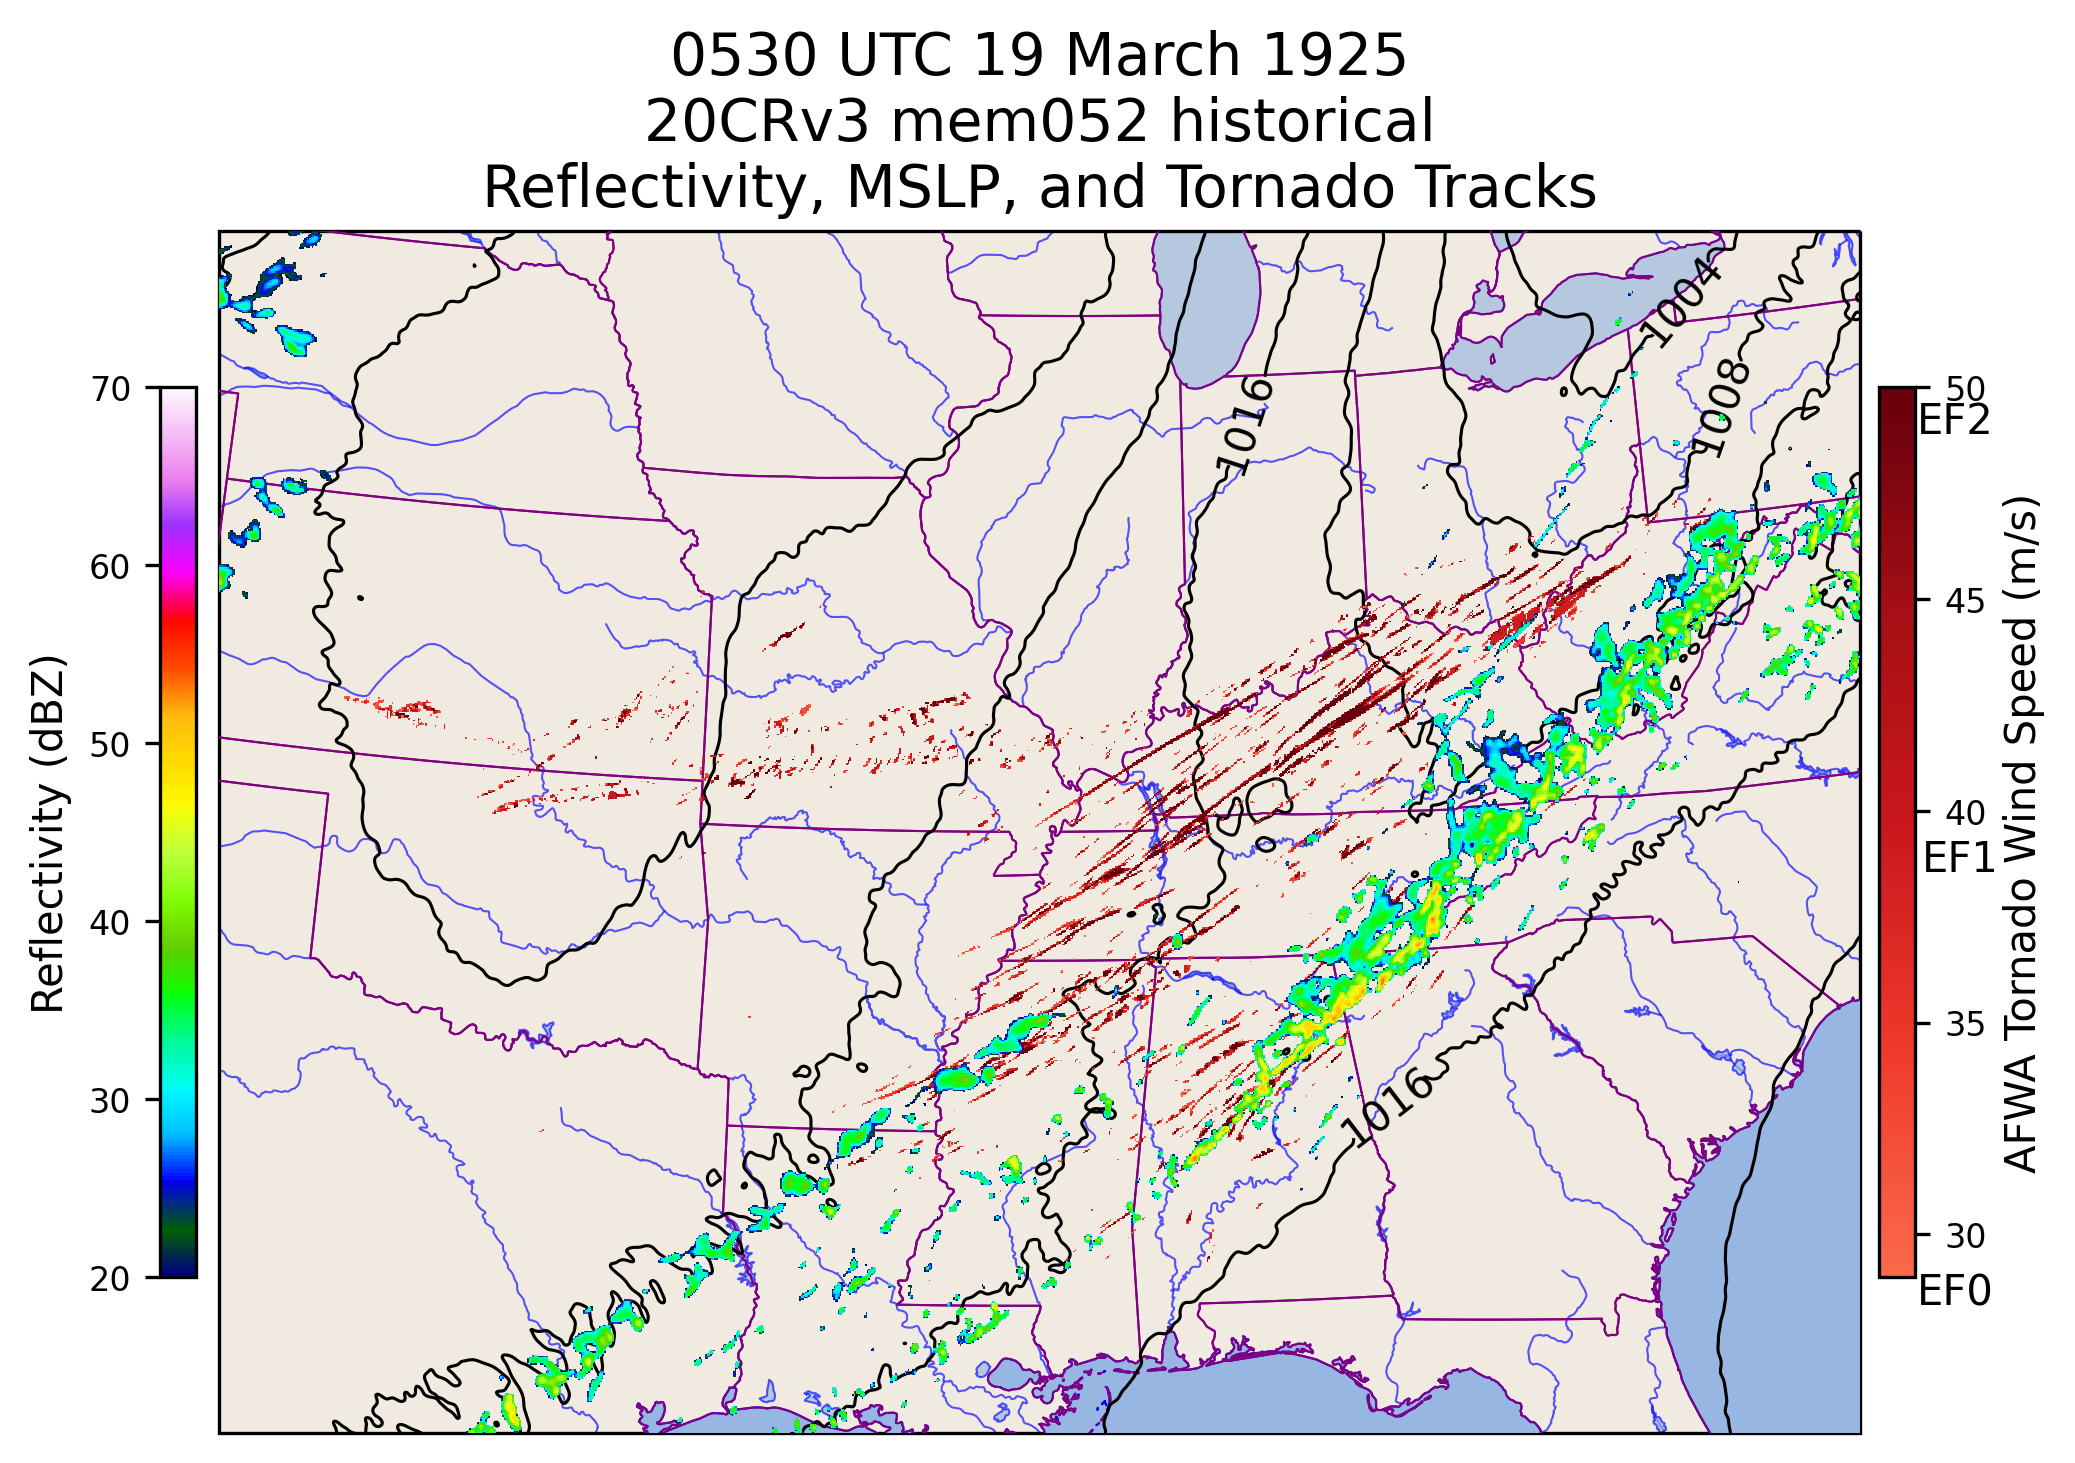 0530 UTC 19 March 1925
20CRv3 mem052 historical
Reflectivity, MSLP, and Tornado Tracks
1004
1008
1016
1016
70
60
50
40
30
20
Reflectivity (dBZ)
50
EF2
45
40
EF1
35
30
EF0
AFWA Tornado Wind Speed (m/s)